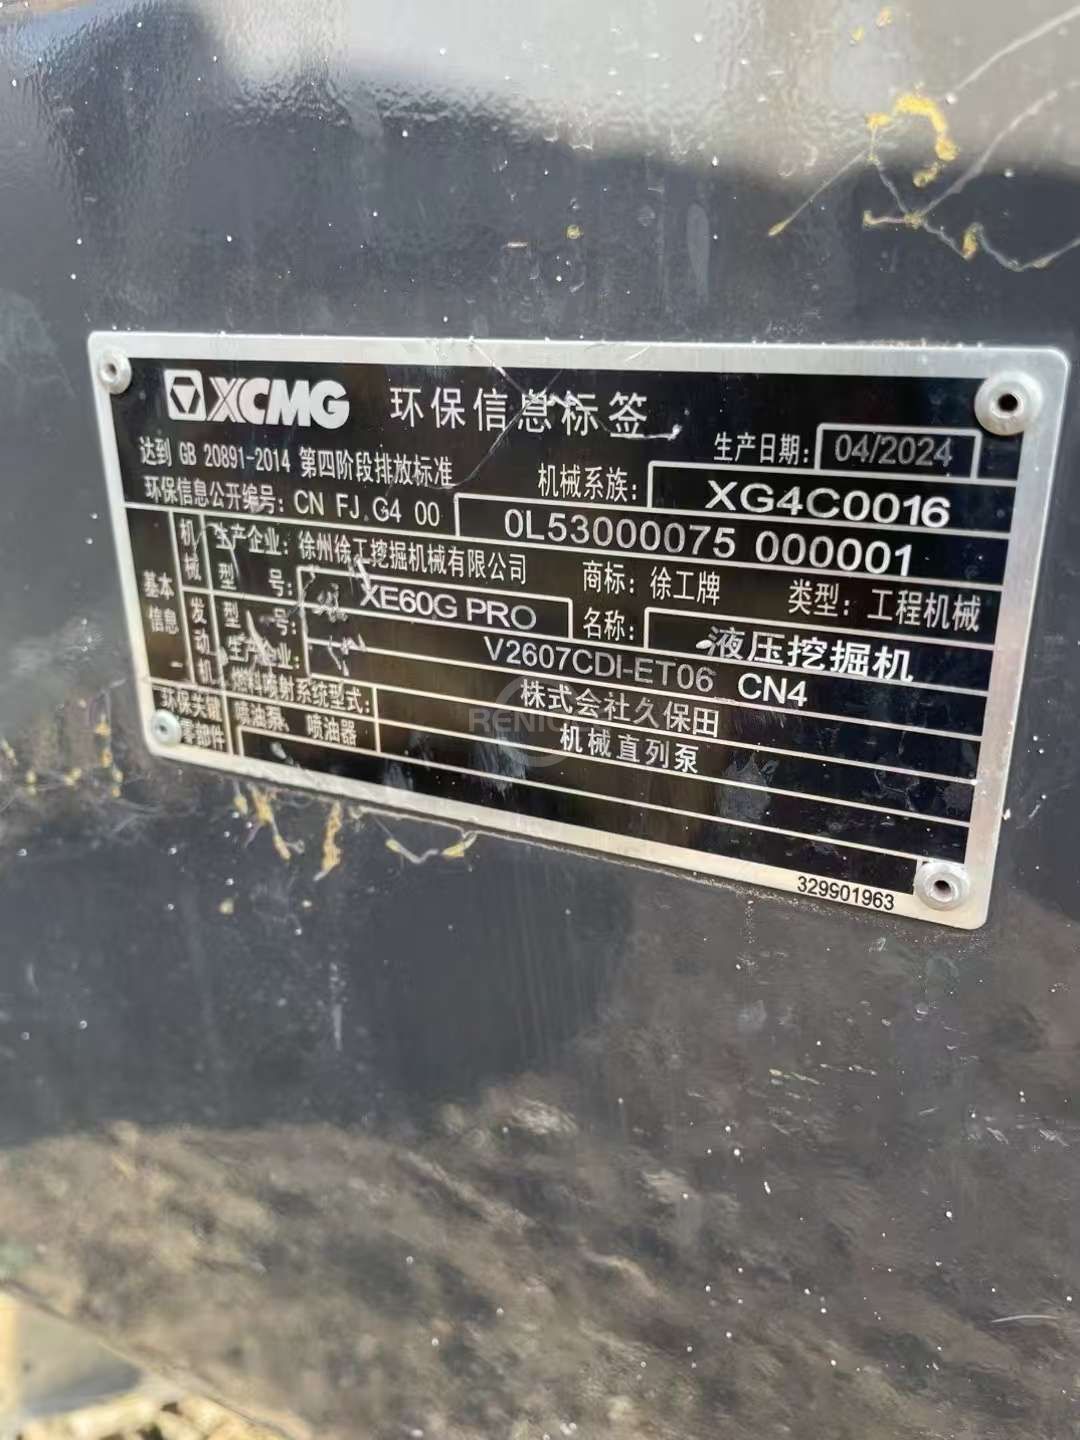 XCMG 环保信息标签
达到 GB 20891-2014 第四阶段排放标准
生产日期: 04/2024
机械系族: XG4C0016
环保信息公开编号: CN FJ G4 00 0L53000075 000001
基本信息
机械
生产企业: 徐州徐工挖掘机械有限公司
商标: 徐工牌
类型: 工程机械
型号: XE60G PRO
名称: 液压挖掘机
发动机
型号: V2607CDI-ET06 CN4
生产企业: 株式会社久保田
燃料喷射系统型式: 机械直列泵
环保关键零部件
喷油泵、喷油器
329901963